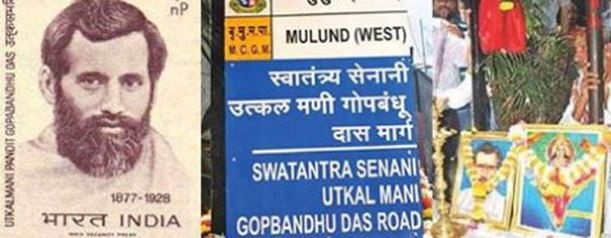 UTKALMANI PANDIT GOPABANDHU DAS
nP
1877-1928
भारत INDIA
बृ.मु.म.पा.
M. C. G. M.
MULUND (WEST)
स्वातंत्र्य सेनानी
उत्कल मणी गोपबंधू
दास मार्ग
SWATANTRA SENANI
UTKAL MANI
GOPBANDHU DAS ROAD